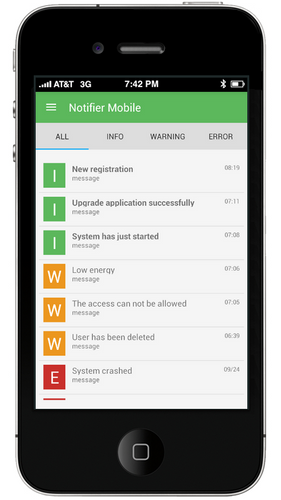 AT&T 3G 7:42 PM
Notifier Mobile
ALL INFO WARNING ERROR
I New registration 08:19
message
I Upgrade application successfully 07:11
message
I System has just started 07:08
message
W Low energy 07:06
message
W The access can not be allowed 07:05
message
W User has been deleted 06:39
message
E System crashed 09/24
message